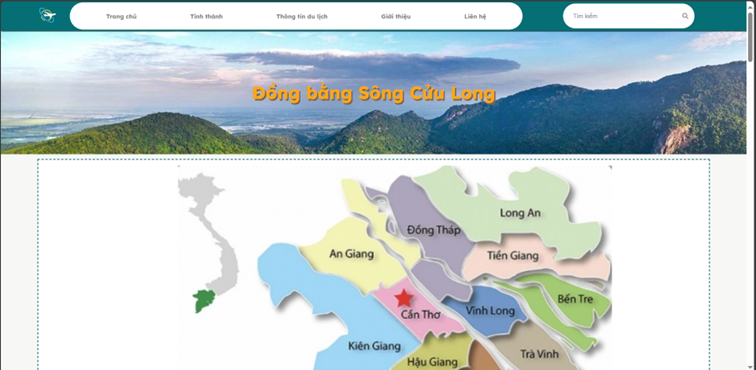 Trang chủ
Tỉnh thành
Thông tin du lịch
Giới thiệu
Liên hệ
Tìm kiếm
Đồng bằng Sông Cửu Long
Long An
Đồng Tháp
An Giang
Tiền Giang
Bến Tre
Cần Thơ
Vĩnh Long
Kiên Giang
Trà Vinh
Hậu Giang